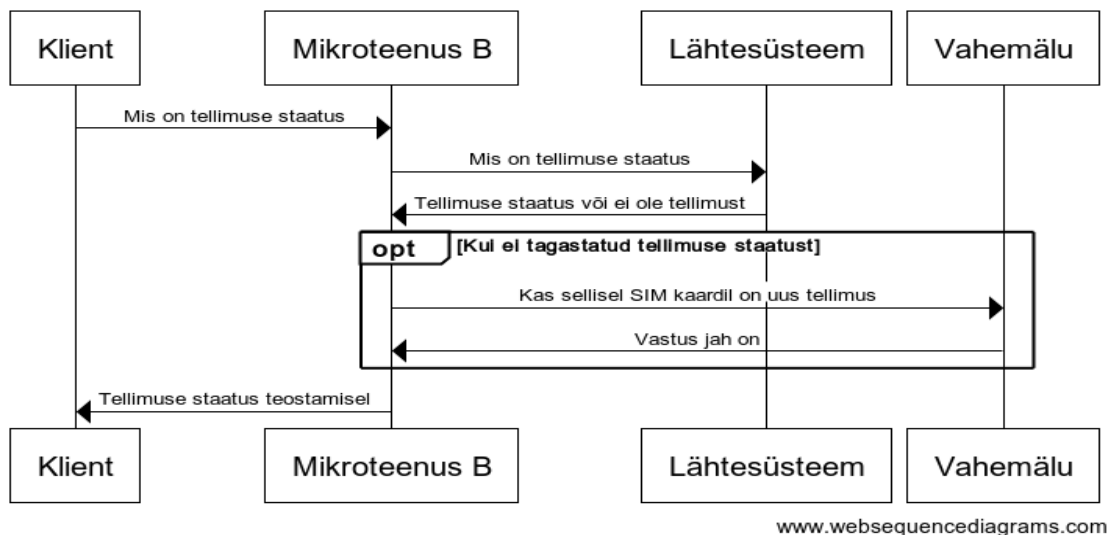 Klient
Mikroteenus B
Lähtesüsteem
Vahemälu
Mis on tellimuse staatus
Mis on tellimuse staatus
Tellimuse staatus või ei ole tellimust
opt
[Kui ei tagastatud tellimuse staatust]
Kas sellisel SIM kaardil on uus tellimus
Vastus jah on
Tellimuse staatus teostamisel
Klient
Mikroteenus B
Lähtesüsteem
Vahemälu
www.websequencediagrams.com